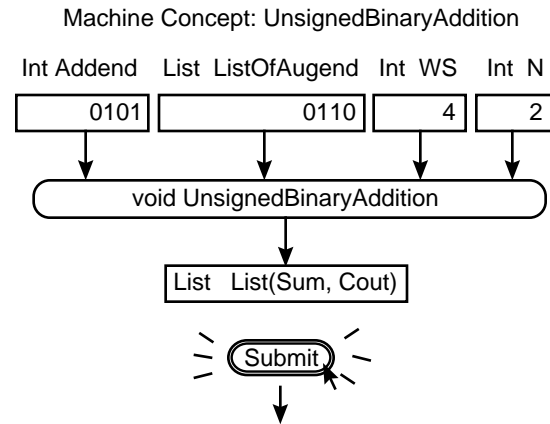 Machine Concept: UnsignedBinaryAddition
Int Addend List ListOfAugend Int WS Int N
0101 0110 4 2
void UnsignedBinaryAddition
List List(Sum, Cout)
Submit